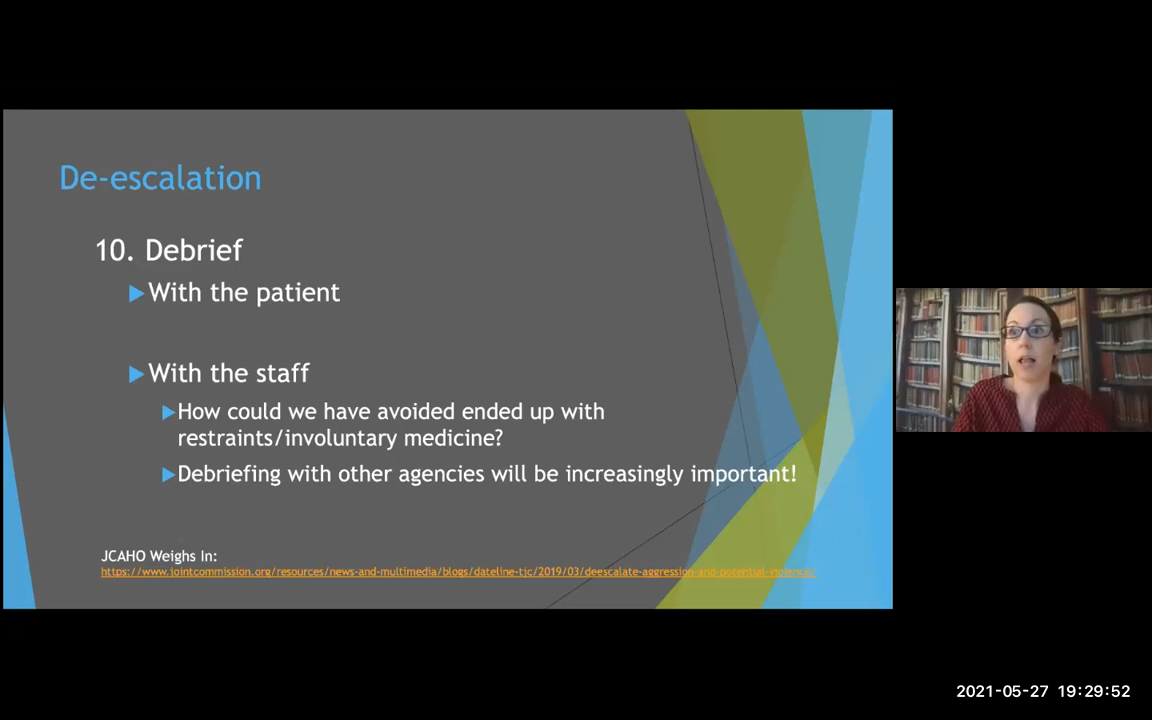 De-escalation
10. Debrief
With the patient
With the staff
How could we have avoided ended up with
restraints/involuntary medicine?
Debriefing with other agencies will be increasingly important!
JCAHO Weighs In:
https://www.jointcommission.org/resources/news-and-multimedia/blogs/dateline-tjc/2019/03/deescalate-aggression-and-potential-violence/
2021-05-27 19:29:52